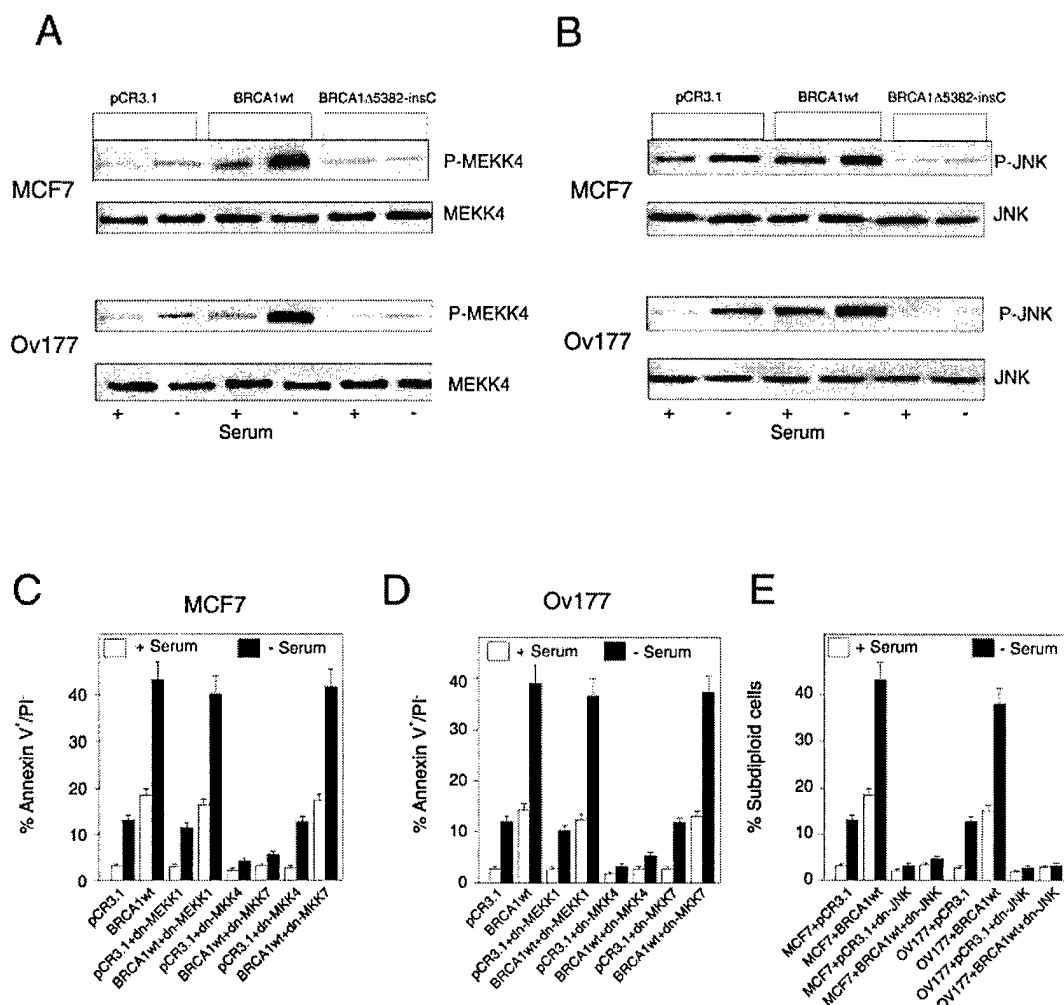 A
pCR3.1 BRCA1wt BRCA1Δ5382-insC
P-MEKK4
MCF7
MEKK4
P-MEKK4
Ov177
MEKK4
+ - + - + -
Serum
B
pCR3.1 BRCA1wt BRCA1Δ5382-insC
P-JNK
MCF7
JNK
P-JNK
Ov177
JNK
+ - + - + -
Serum
C
MCF7
+ Serum - Serum
% Annexin V+/PI-
40
30
20
10
0
pCR3.1
BRCA1wt
pCR3.1+dn-MEKK1
BRCA1wt+dn-MEKK1
pCR3.1+dn-MKK4
BRCA1wt+dn-MKK7
pCR3.1+dn-MKK4
BRCA1wt+dn-MKK7
D
Ov177
+ Serum - Serum
% Annexin V+/PI-
40
30
20
10
0
pCR3.1
BRCA1wt
pCR3.1+dn-MEKK1
BRCA1wt+dn-MEKK1
pCR3.1+dn-MKK4
BRCA1wt+dn-MKK4
pCR3.1+dn-MKK7
BRCA1wt+dn-MKK7
E
+ Serum - Serum
% Subdiploid cells
40
30
20
10
0
MCF7+pCR3.1
MCF7+BRCA1wt
MCF7+pCR3.1+dn-JNK
MCF7+BRCA1wt+dn-JNK
OV177+pCR3.1
OV177+BRCA1wt
OV177+pCR3.1+dn-JNK
OV177+BRCA1wt+dn-JNK